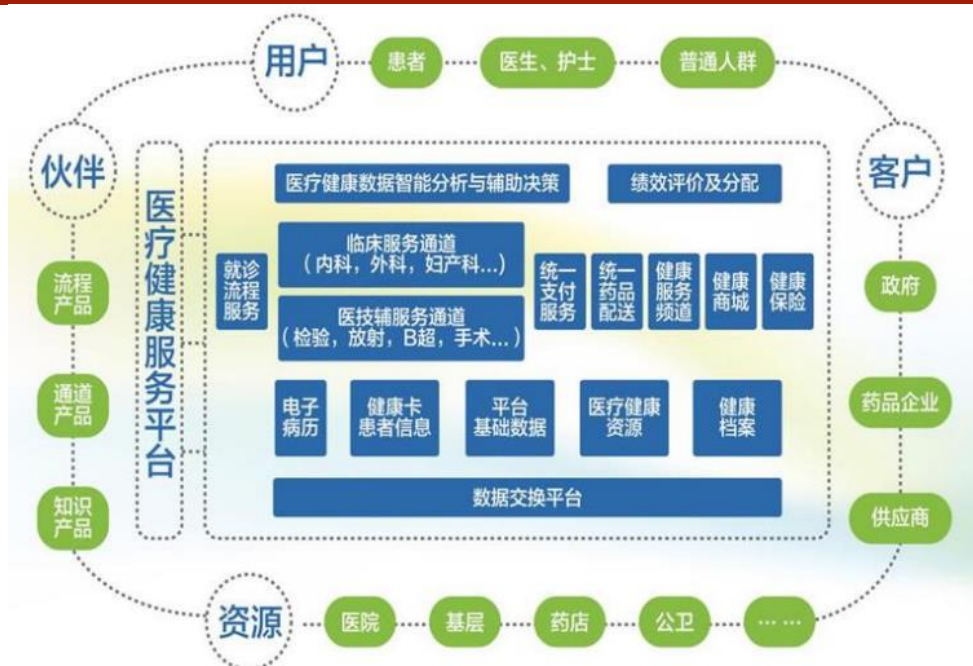 用户
患者
医生、护士
普通人群
伙伴
客户
医疗健康服务平台
医疗健康数据智能分析与辅助决策
绩效评价及分配
就诊
流程
服务
临床服务通道
（内科，外科，妇产科...）
医技辅服务通道
（检验，放射，B超，手术...）
统一
支付
服务
统一
药品
配送
健康
服务
频道
健康
商城
健康
保险
电子
病历
健康卡
患者信息
平台
基础数据
医疗健康
资源
健康
档案
数据交换平台
流程
产品
通道
产品
知识
产品
政府
药品企业
供应商
资源
医院
基层
药店
公卫
... ...